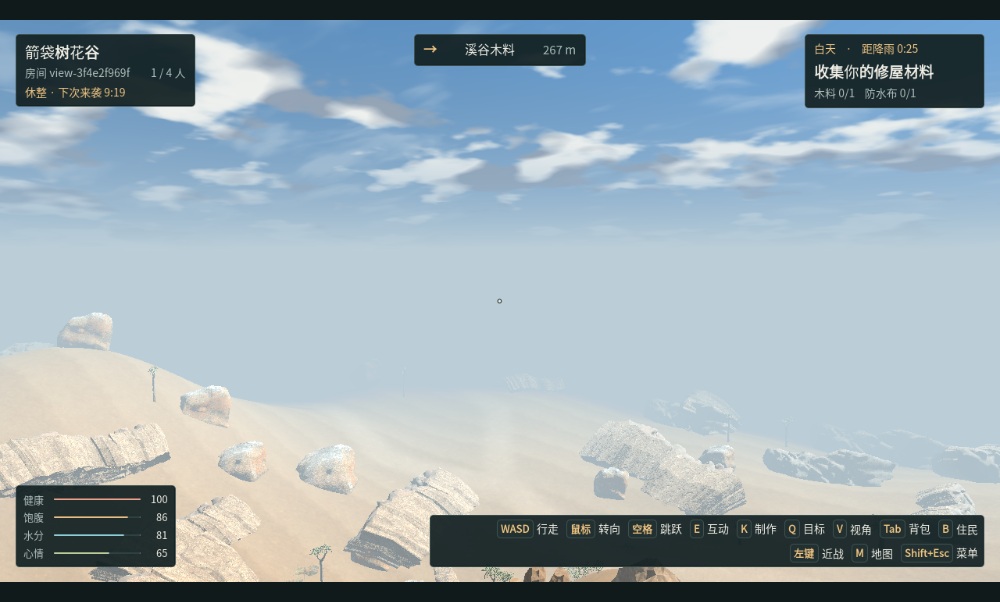 箭袋树花谷
房间 view-3f4e2f969f 1 / 4 人
休整 · 下次来袭 9:19
→ 溪谷木料 267 m
白天 · 距降雨 0:25
收集你的修屋材料
木料 0/1 防水布 0/1
健康 100
饱腹 86
水分 81
心情 65
WASD 行走 鼠标 转向 空格 跳跃 E 互动 K 制作 Q 目标 V 视角 Tab 背包 B 住民
左键 近战 M 地图 Shift+Esc 菜单